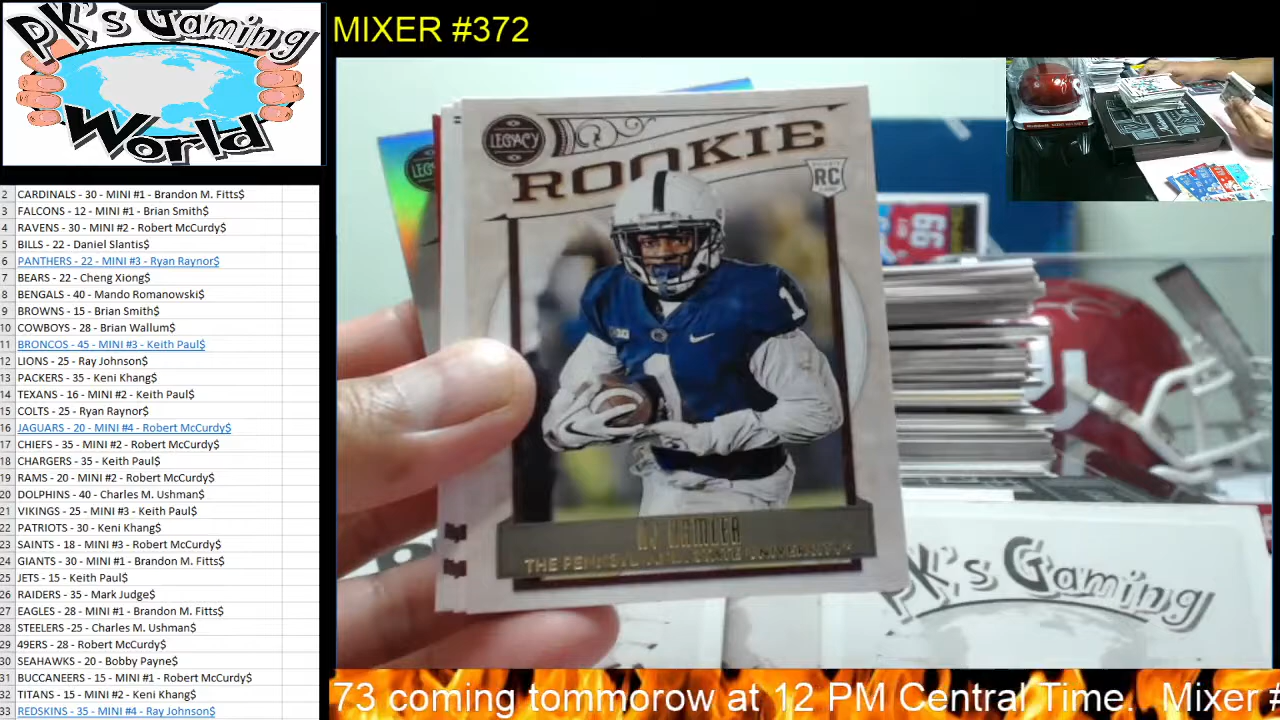 PK's Gaming
World
MIXER #372
2 CARDINALS - 30 - MINI #1 - Brandon M. Fitts$
3 FALCONS - 12 - MINI #1 - Brian Smith$
4 RAVENS - 30 - MINI #2 - Robert McCurdy$
5 BILLS - 22 - Daniel Slantis$
6 PANTHERS - 22 - MINI #3 - Ryan Raynor$
7 BEARS - 22 - Cheng Xiong$
8 BENGALS - 40 - Mando Romanowski$
9 BROWNS - 15 - Brian Smith$
10 COWBOYS - 28 - Brian Wallum$
11 BRONCOS - 45 - MINI #3 - Keith Paul$
12 LIONS - 25 - Ray Johnson$
13 PACKERS - 35 - Keni Khang$
14 TEXANS - 16 - MINI #2 - Keith Paul$
15 COLTS - 25 - Ryan Raynor$
16 JAGUARS - 20 - MINI #4 - Robert McCurdy$
17 CHIEFS - 35 - MINI #2 - Robert McCurdy$
18 CHARGERS - 35 - Keith Paul$
19 RAMS - 20 - MINI #2 - Robert McCurdy$
20 DOLPHINS - 40 - Charles M. Ushman$
21 VIKINGS - 25 - MINI #3 - Keith Paul$
22 PATRIOTS - 30 - Keni Khang$
23 SAINTS - 18 - MINI #3 - Robert McCurdy$
24 GIANTS - 30 - MINI #1 - Brandon M. Fitts$
25 JETS - 15 - Keith Paul$
26 RAIDERS - 35 - Mark Judge$
27 EAGLES - 28 - MINI #1 - Brandon M. Fitts$
28 STEELERS -25 - Charles M. Ushman$
29 49ERS - 28 - Robert McCurdy$
30 SEAHAWKS - 20 - Bobby Payne$
31 BUCCANEERS - 15 - MINI #1 - Robert McCurdy$
32 TITANS - 15 - MINI #2 - Keni Khang$
33 REDSKINS - 35 - MINI #4 - Ray Johnson$
LEGACY
ROOKIE
RC
1
1
KJ HAMLER
THE PENNSYLVANIA STATE UNIVERSITY
99
PK's Gaming
73 coming tommorow at 12 PM Central Time. Mixer #